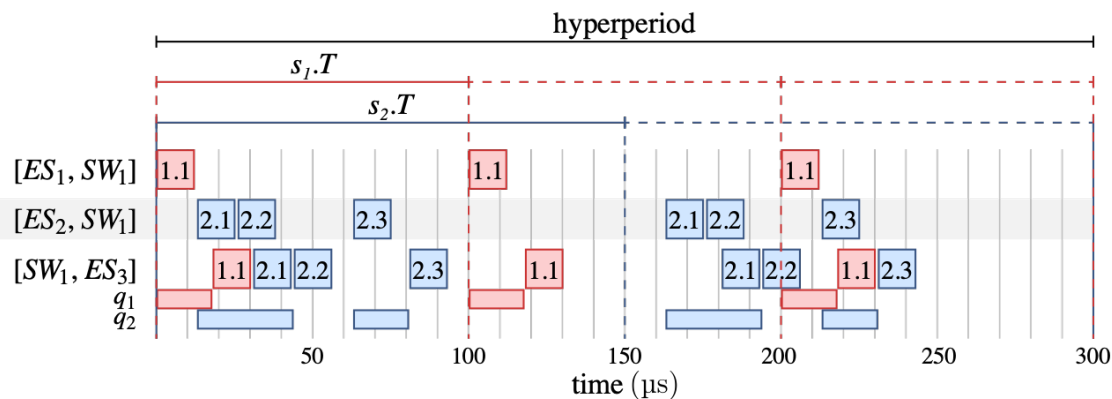 hyperperiod
s₁.T
s₂.T
[ES₁, SW₁] 1.1 1.1 1.1
[ES₂, SW₁] 2.1 2.2 2.3 2.1 2.2 2.3
[SW₁, ES₃] 1.1 2.1 2.2 2.3 1.1 2.1 2.2 1.1 2.3
q₁
q₂
50 100 150 200 250 300
time (µs)